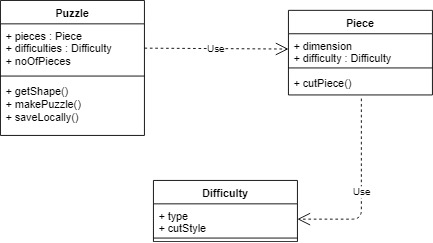 Puzzle
+ pieces : Piece
+ difficulties : Difficulty
+ noOfPieces
+ getShape()
+ makePuzzle()
+ saveLocally()
Use
Piece
+ dimension
+ difficulty : Difficulty
+ cutPiece()
Use
Difficulty
+ type
+ cutStyle